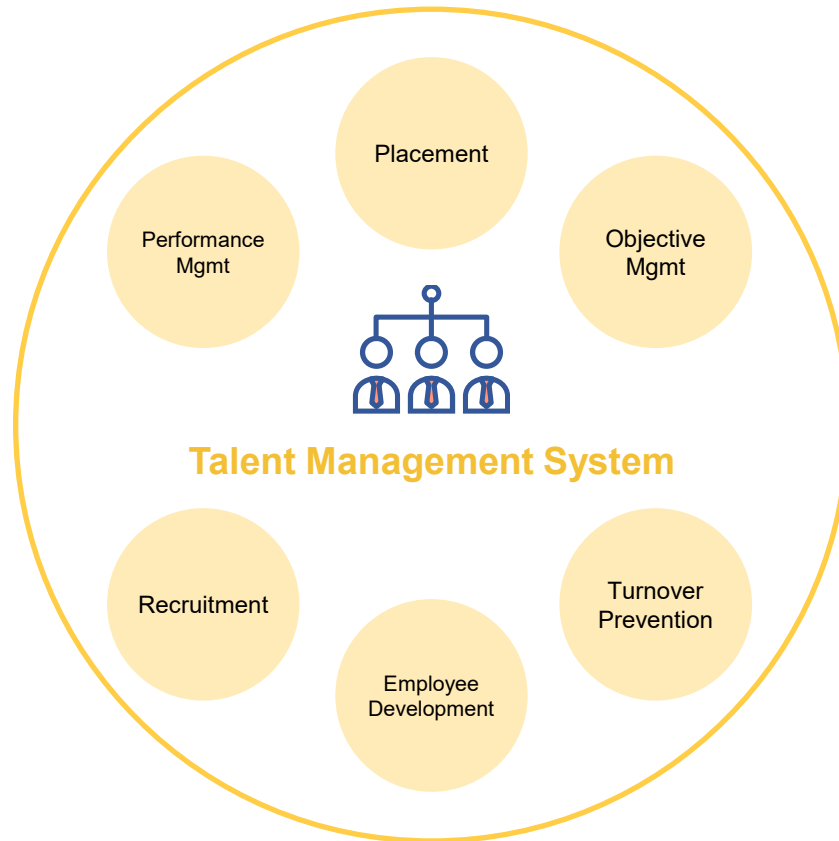 Placement
Performance
Mgmt
Objective
Mgmt
Talent Management System
Recruitment
Turnover
Prevention
Employee
Development